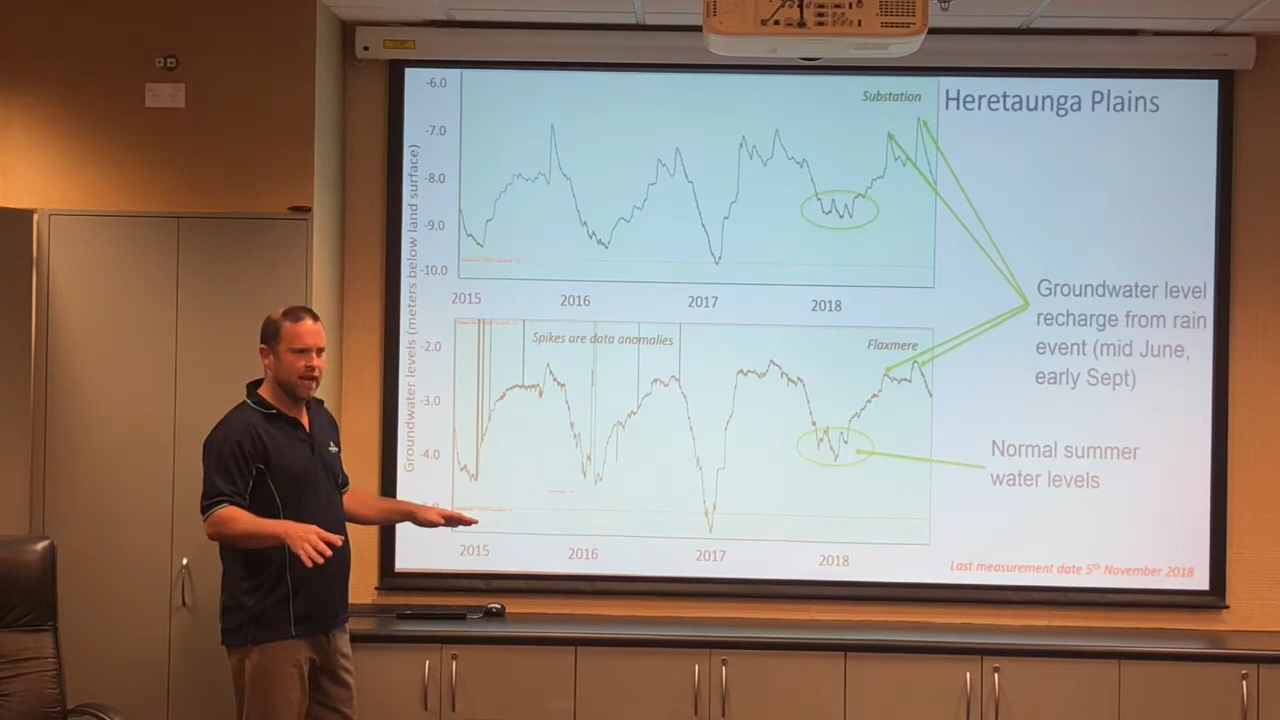 Heretaunga Plains
Substation
Groundwater levels (meters below land surface)
-6.0
-7.0
-8.0
-9.0
-10.0
2015
2016
2017
2018
Spikes are data anomalies
Flaxmere
-2.0
-3.0
-4.0
2015
2016
2017
2018
Groundwater level
recharge from rain
event (mid June,
early Sept)
Normal summer
water levels
Last measurement date 5th November 2018